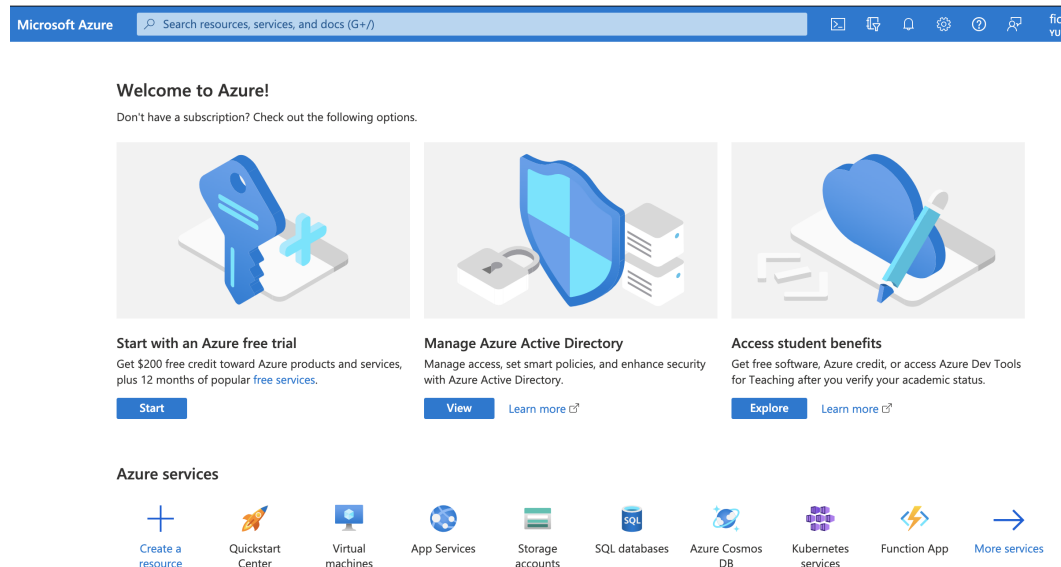 Microsoft Azure
Search resources, services, and docs (G+/)
Welcome to Azure!
Don't have a subscription? Check out the following options.
Start with an Azure free trial
Get $200 free credit toward Azure products and services,
plus 12 months of popular free services.
Start
Manage Azure Active Directory
Manage access, set smart policies, and enhance security
with Azure Active Directory.
View
Learn more
Access student benefits
Get free software, Azure credit, or access Azure Dev Tools
for Teaching after you verify your academic status.
Explore
Learn more
Azure services
Create a
resource
Quickstart
Center
Virtual
machines
App Services
Storage
accounts
SQL
SQL databases
Azure Cosmos
DB
Kubernetes
services
Function App
More services